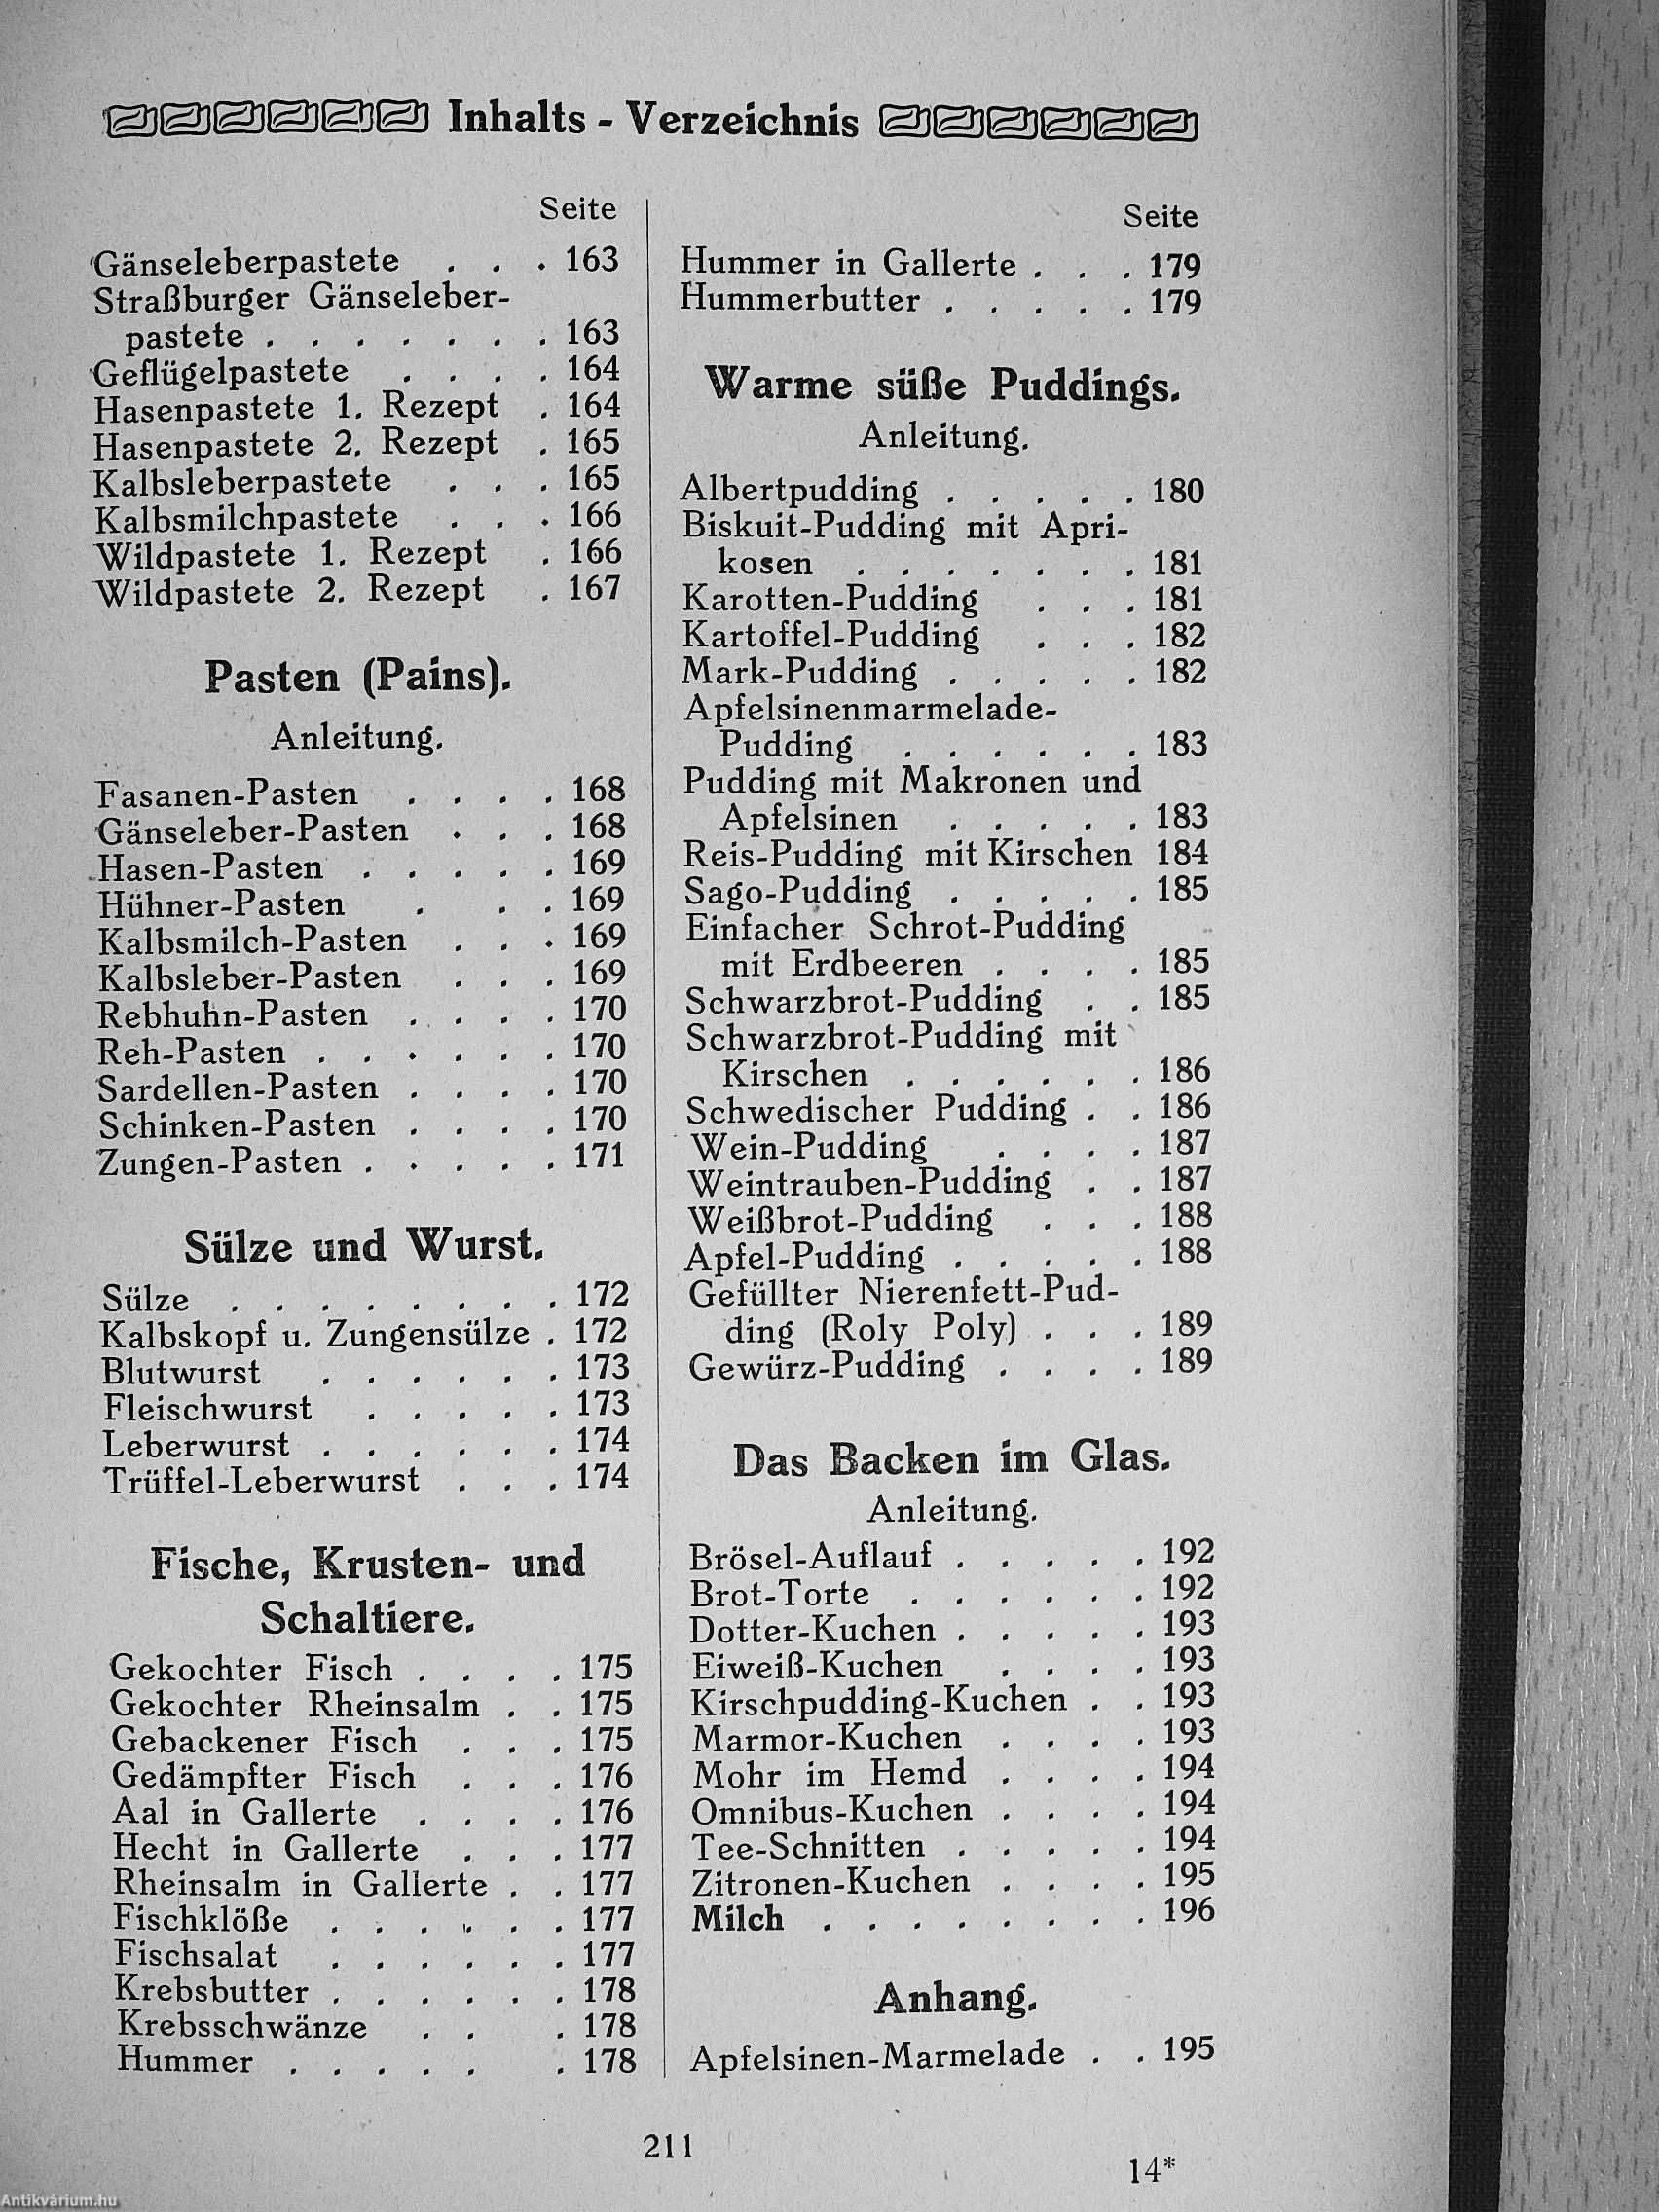 Inhalts - Verzeichnis
Seite
Gänseleberpastete . . . 163
Straßburger Gänseleber-
pastete . . . . . . . 163
Geflügelpastete . . . . 164
Hasenpastete 1. Rezept . 164
Hasenpastete 2. Rezept . 165
Kalbsleberpastete . . . 165
Kalbsmilchpastete . . . 166
Wildpastete 1. Rezept . 166
Wildpastete 2. Rezept . 167
Pasten (Pains).
Anleitung.
Fasanen-Pasten . . . . 168
Gänseleber-Pasten . . . 168
Hasen-Pasten . . . . . 169
Hühner-Pasten . . . 169
Kalbsmilch-Pasten . . . 169
Kalbsleber-Pasten . . . 169
Rebhuhn-Pasten . . . . 170
Reh-Pasten . . . . . . 170
Sardellen-Pasten . . . . 170
Schinken-Pasten . . . . 170
Zungen-Pasten . . . . . 171
Sülze und Wurst.
Sülze . . . . . . . . 172
Kalbskopf u. Zungensülze . 172
Blutwurst . . . . . . 173
Fleischwurst . . . . . 173
Leberwurst . . . . . . 174
Trüffel-Leberwurst . . . 174
Fische, Krusten- und
Schaltiere.
Gekochter Fisch . . . . 175
Gekochter Rheinsalm . . 175
Gebackener Fisch . . . 175
Gedämpfter Fisch . . . 176
Aal in Gallerte . . . . 176
Hecht in Gallerte . . . 177
Rheinsalm in Gallerte . . 177
Fischklöße . . . . . . 177
Fischsalat . . . . . . 177
Krebsbutter . . . . . . 178
Krebsschwänze . . . 178
Hummer . . . . . . 178
Seite
Hummer in Gallerte . . . 179
Hummerbutter . . . . . 179
Warme süße Puddings.
Anleitung.
Albertpudding . . . . . 180
Biskuit-Pudding mit Apri-
kosen . . . . . . . 181
Karotten-Pudding . . . 181
Kartoffel-Pudding . . . 182
Mark-Pudding . . . . . 182
Apfelsinenmarmelade-
Pudding . . . . . . 183
Pudding mit Makronen und
Apfelsinen . . . . . 183
Reis-Pudding mit Kirschen 184
Sago-Pudding . . . . . 185
Einfacher Schrot-Pudding
mit Erdbeeren . . . . 185
Schwarzbrot-Pudding . . 185
Schwarzbrot-Pudding mit
Kirschen . . . . . . 186
Schwedischer Pudding . . 186
Wein-Pudding . . . . 187
Weintrauben-Pudding . . 187
Weißbrot-Pudding . . . 188
Apfel-Pudding . . . . . 188
Gefüllter Nierenfett-Pud-
ding (Roly Poly) . . . 189
Gewürz-Pudding . . . . 189
Das Backen im Glas.
Anleitung.
Brösel-Auflauf . . . . . 192
Brot-Torte . . . . . . 192
Dotter-Kuchen . . . . . 193
Eiweiß-Kuchen . . . . 193
Kirschpudding-Kuchen . . 193
Marmor-Kuchen . . . . 193
Mohr im Hemd . . . . 194
Omnibus-Kuchen . . . . 194
Tee-Schnitten . . . . . 194
Zitronen-Kuchen . . . . 195
Milch . . . . . . . . 196
Anhang.
Apfelsinen-Marmelade . . 195
211
14*
Antikvárium.hu